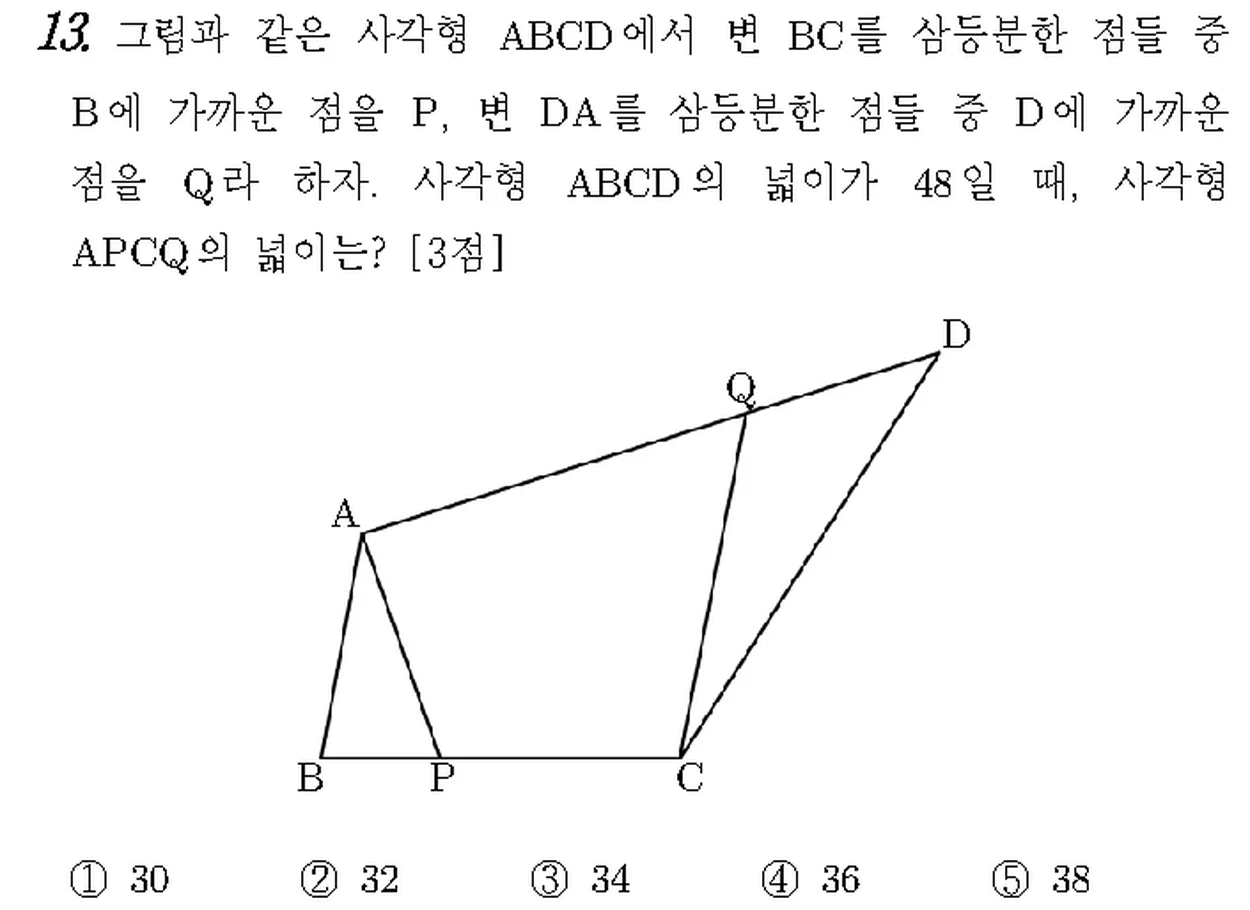 13. 그림과 같은 사각형 ABCD에서 변 BC를 삼등분한 점들 중
B에 가까운 점을 P, 변 DA를 삼등분한 점들 중 D에 가까운
점을 Q라 하자. 사각형 ABCD의 넓이가 48일 때, 사각형
APCQ의 넓이는? [3점]
D
Q
A
B P C
① 30 ② 32 ③ 34 ④ 36 ⑤ 38